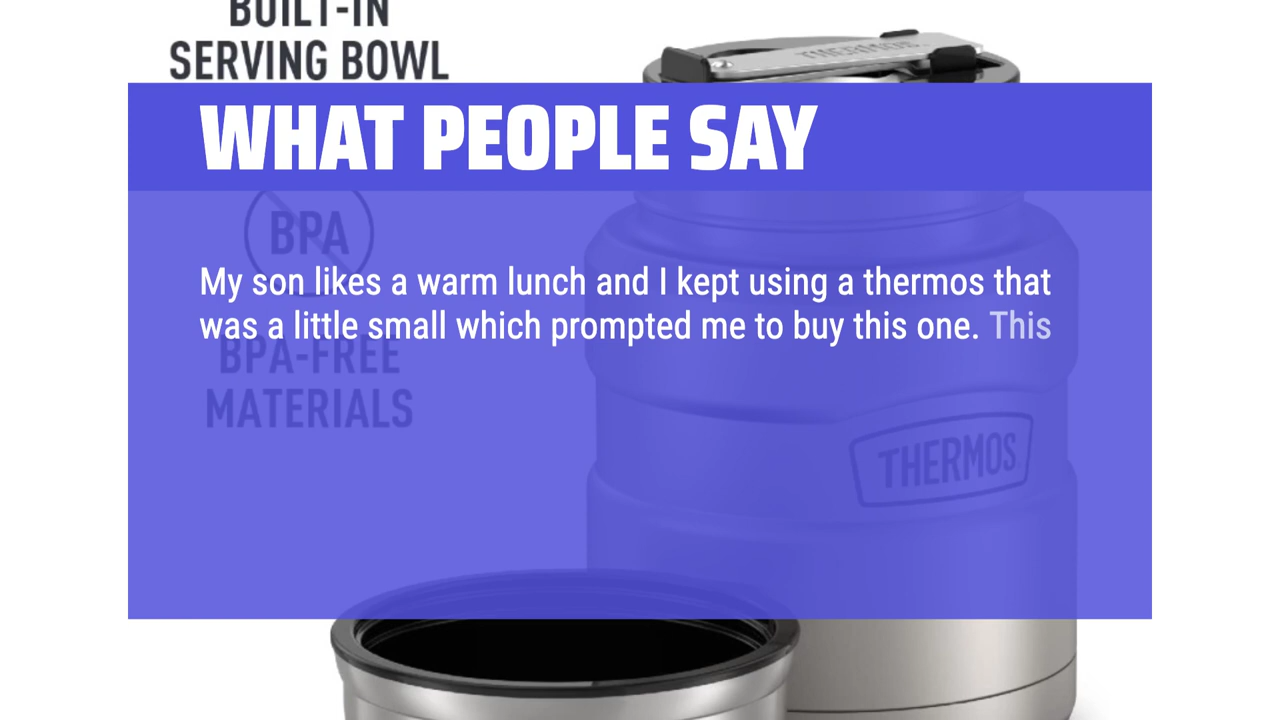 BUILT-IN
SERVING BOWL
THERMOS
WHAT PEOPLE SAY
BPA
My son likes a warm lunch and I kept using a thermos that
was a little small which prompted me to buy this one. This
BPA-FREE
MATERIALS
THERMOS